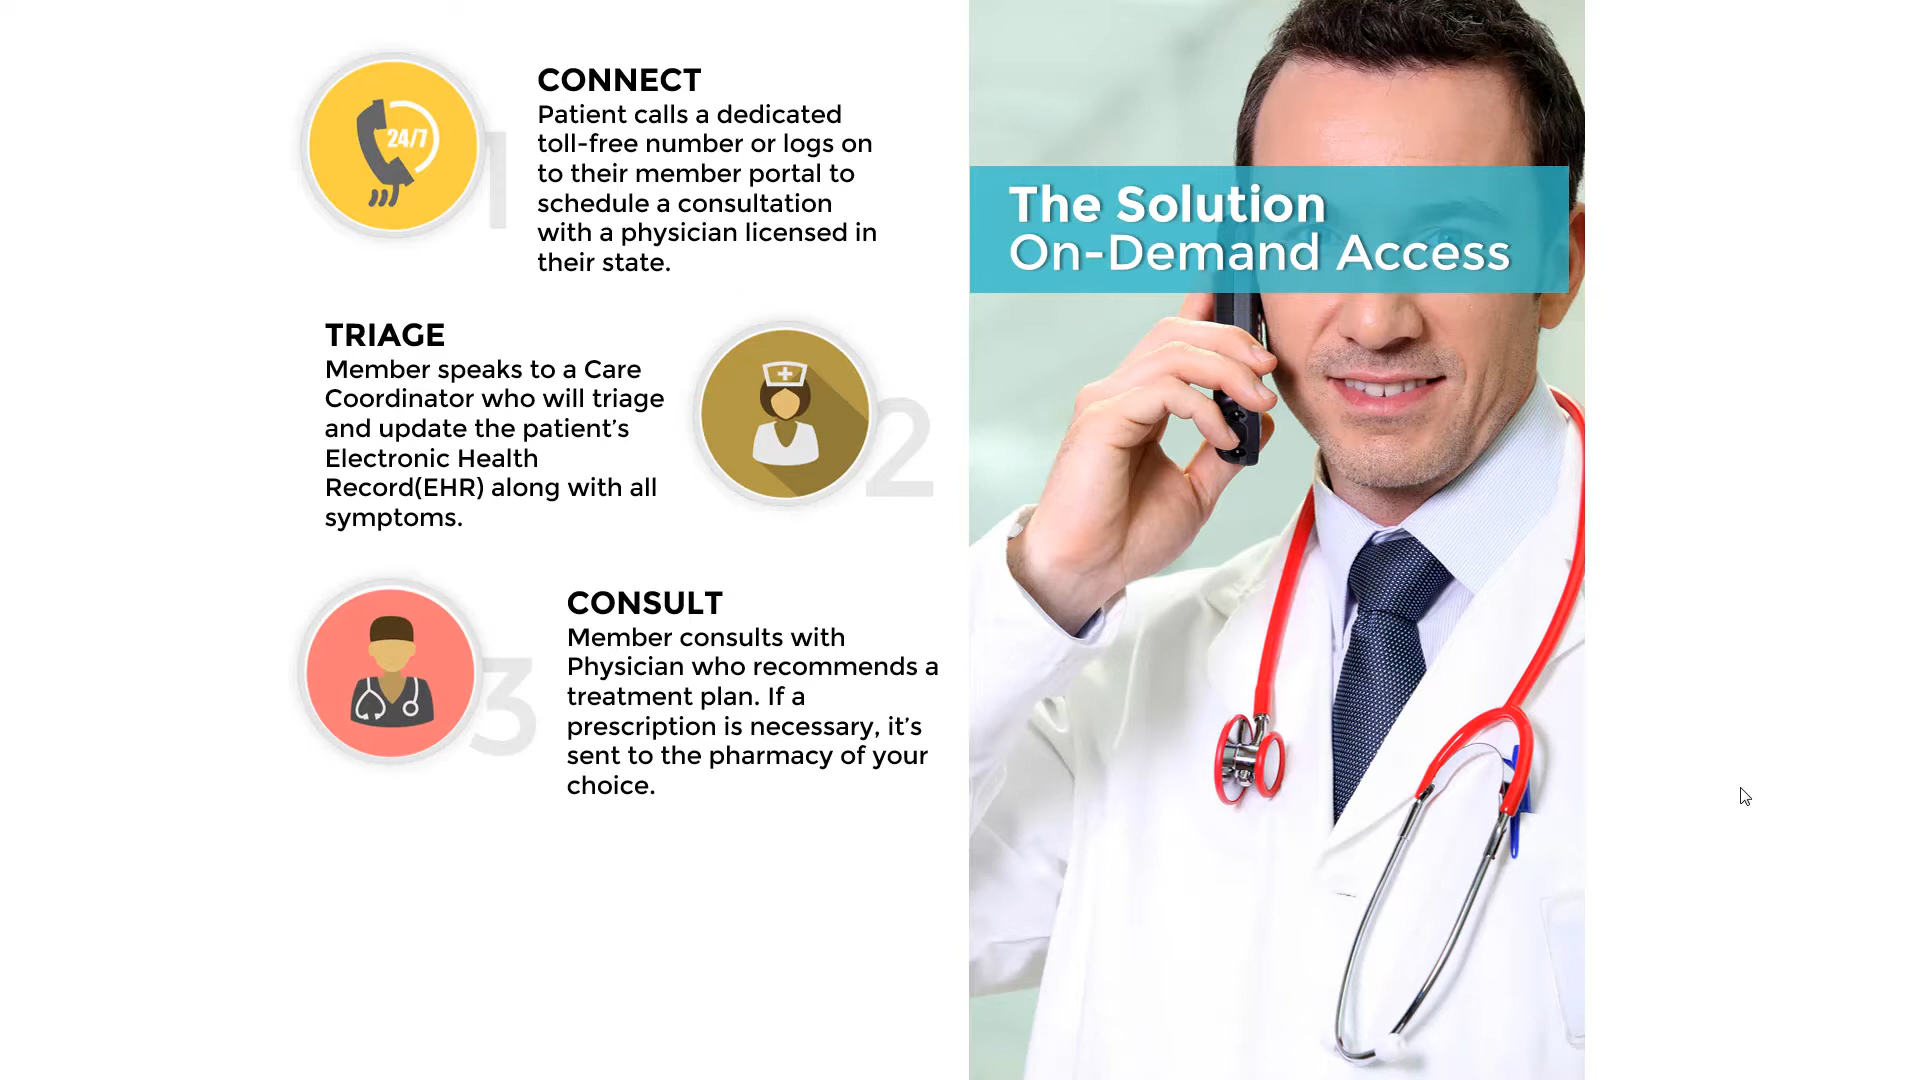 CONNECT
Patient calls a dedicated
toll-free number or logs on
to their member portal to
schedule a consultation
with a physician licensed in
their state.
24/7
1
TRIAGE
Member speaks to a Care
Coordinator who will triage
and update the patient’s
Electronic Health
Record(EHR) along with all
symptoms.
2
CONSULT
Member consults with
Physician who recommends a
treatment plan. If a
prescription is necessary, it’s
sent to the pharmacy of your
choice.
3
The Solution
On-Demand Access